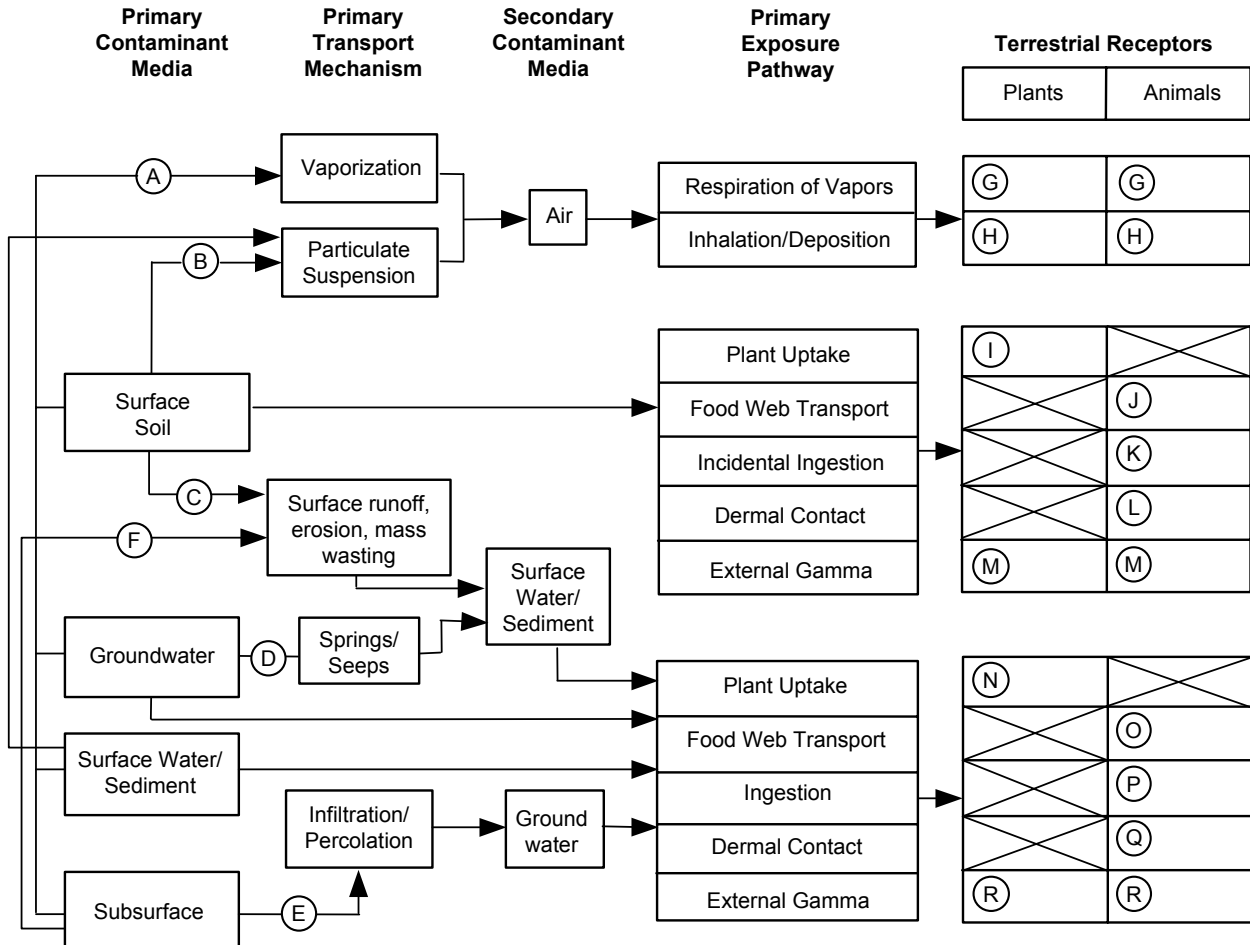 Primary
Contaminant
Media
Primary
Transport
Mechanism
Secondary
Contaminant
Media
Primary
Exposure
Pathway
Terrestrial Receptors
Plants
Animals
A
Vaporization
B
Particulate
Suspension
Air
Respiration of Vapors
Inhalation/Deposition
G
G
H
H
Surface
Soil
Plant Uptake
Food Web Transport
Incidental Ingestion
Dermal Contact
External Gamma
I
J
K
L
M
M
C
F
Surface runoff,
erosion, mass
wasting
Surface
Water/
Sediment
Groundwater
D
Springs/
Seeps
Surface Water/
Sediment
Infiltration/
Percolation
Ground
water
Subsurface
E
Plant Uptake
Food Web Transport
Ingestion
Dermal Contact
External Gamma
N
O
P
Q
R
R